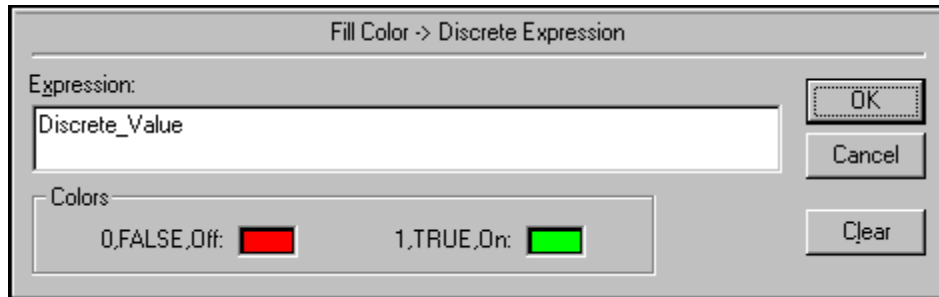 Fill Color -> Discrete Expression
Expression:
Discrete_Value
OK
Cancel
Colors
0,FALSE,Off: 1,TRUE,On:
Clear